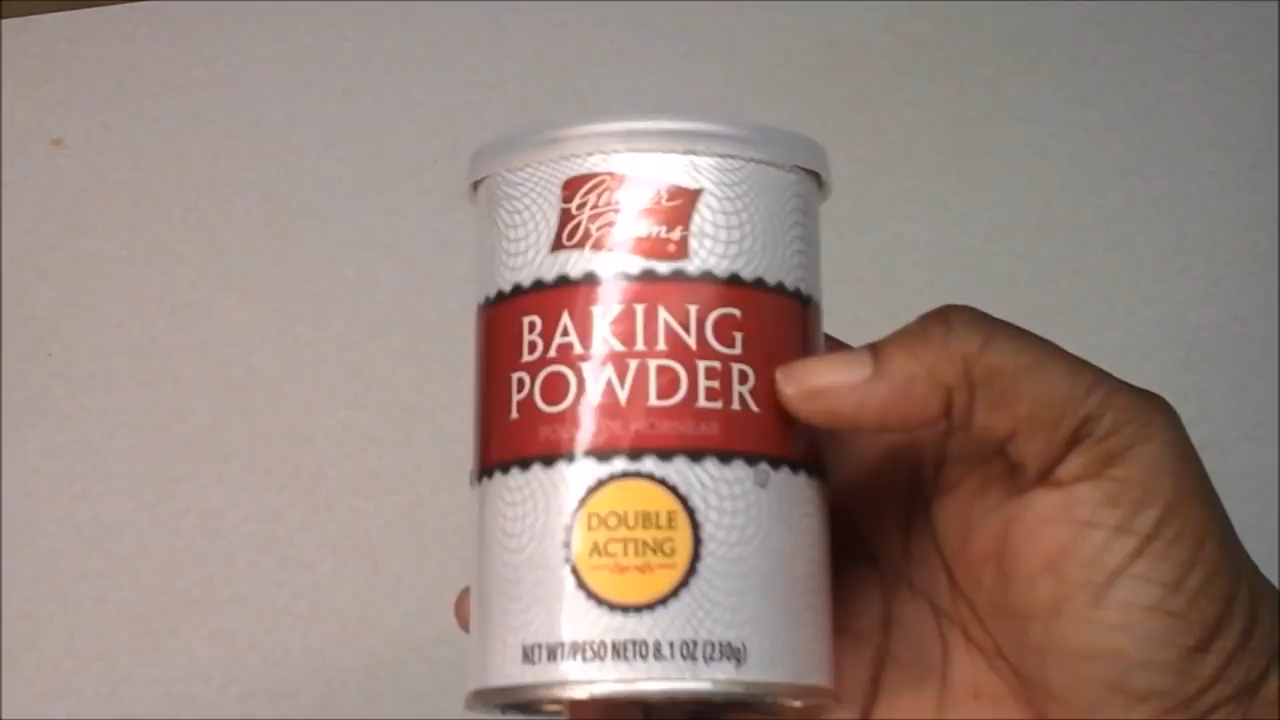 BAKING
POWDER
DOUBLE
ACTING
NET WT/PESO NETO 8.1 OZ (230g)